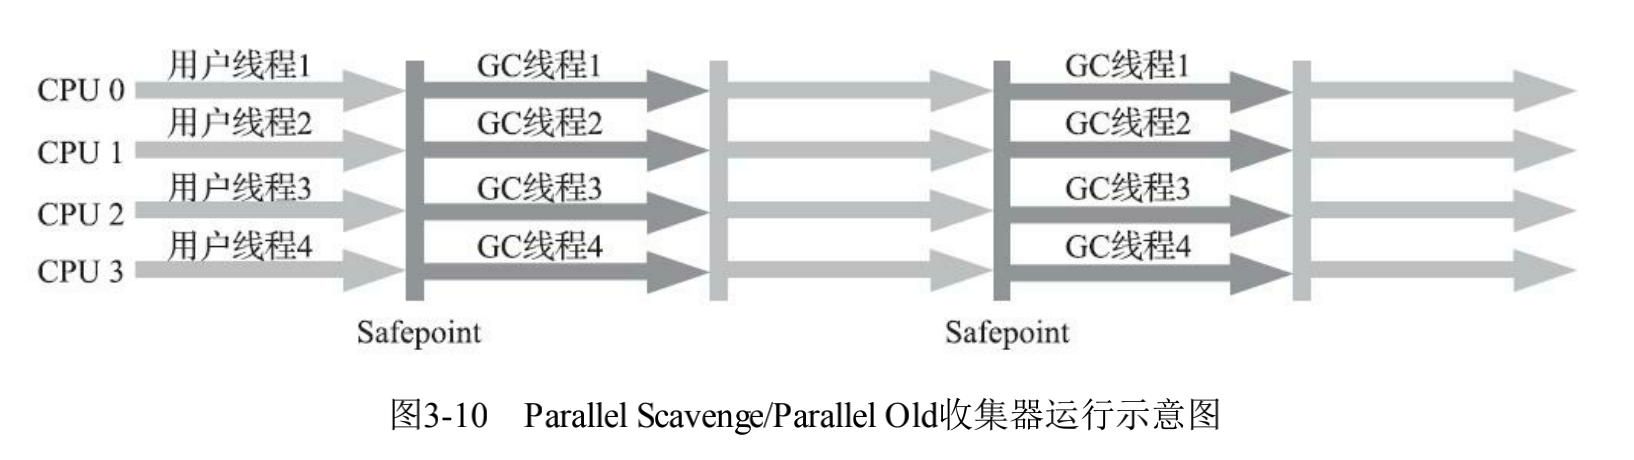 用户线程1 GC线程1 GC线程1
CPU 0
用户线程2 GC线程2 GC线程2
CPU 1
用户线程3 GC线程3 GC线程3
CPU 2
用户线程4 GC线程4 GC线程4
CPU 3
Safepoint Safepoint
图3-10 Parallel Scavenge/Parallel Old收集器运行示意图